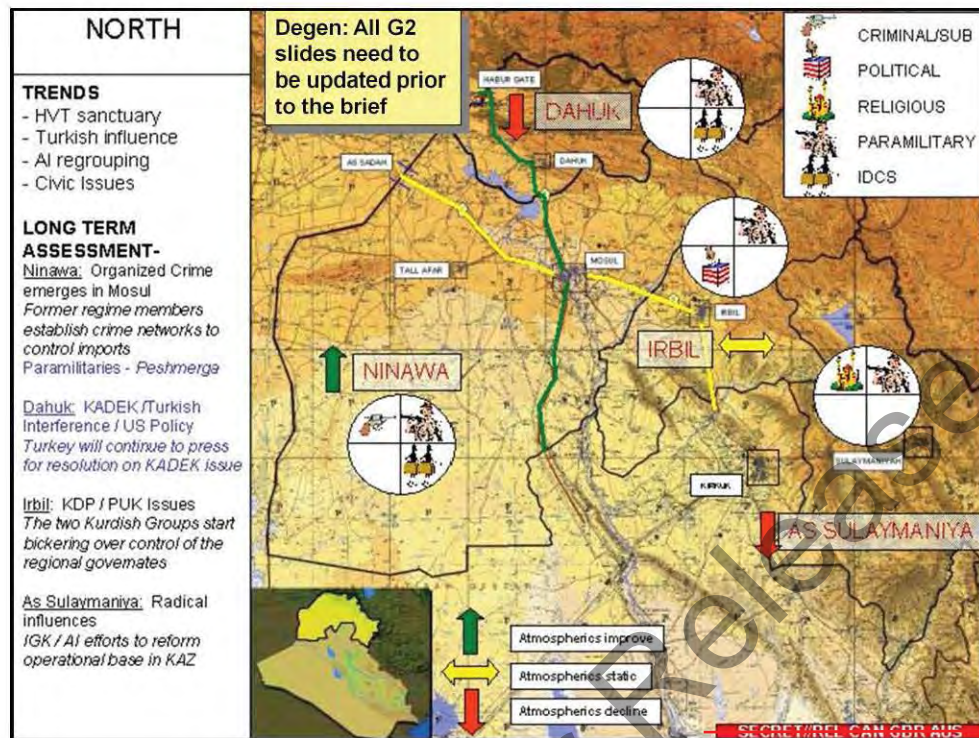 NORTH
TRENDS
- HVT sanctuary
- Turkish influence
- AI regrouping
- Civic Issues
LONG TERM
ASSESSMENT-
Ninawa: Organized Crime
emerges in Mosul
Former regime members
establish crime networks to
control imports
Paramilitaries - Peshmerga
Dahuk: KADEK/Turkish
Interference / US Policy
Turkey will continue to press
for resolution on KADEK issue
Irbil: KDP / PUK Issues
The two Kurdish Groups start
bickering over control of the
regional governates
As Sulaymaniya: Radical
influences
IGK / AI efforts to reform
operational base in KAZ
Degen: All G2
slides need to
be updated prior
to the brief
HABUR GATE
DAHUK
AS SADAH
DAHUK
TALL AFAR
MOSUL
IRBIL
IRBIL
NINAWA
SULAYMANIYAH
KIRKUK
AS SULAYMANIYA
CRIMINAL/SUB
POLITICAL
RELIGIOUS
PARAMILITARY
IDCS
Atmospherics improve
Atmospherics static
Atmospherics decline
Release
SECRET//REL CAN GBR AUS